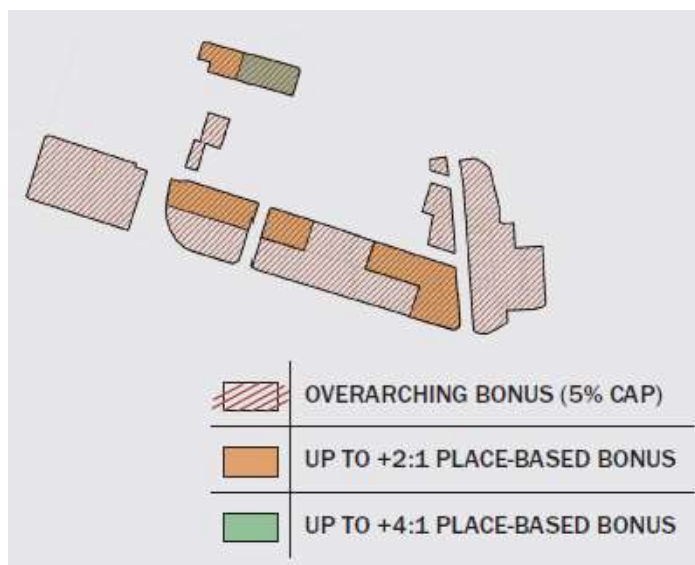 OVERARCHING BONUS (5% CAP)
UP TO +2:1 PLACE-BASED BONUS
UP TO +4:1 PLACE-BASED BONUS